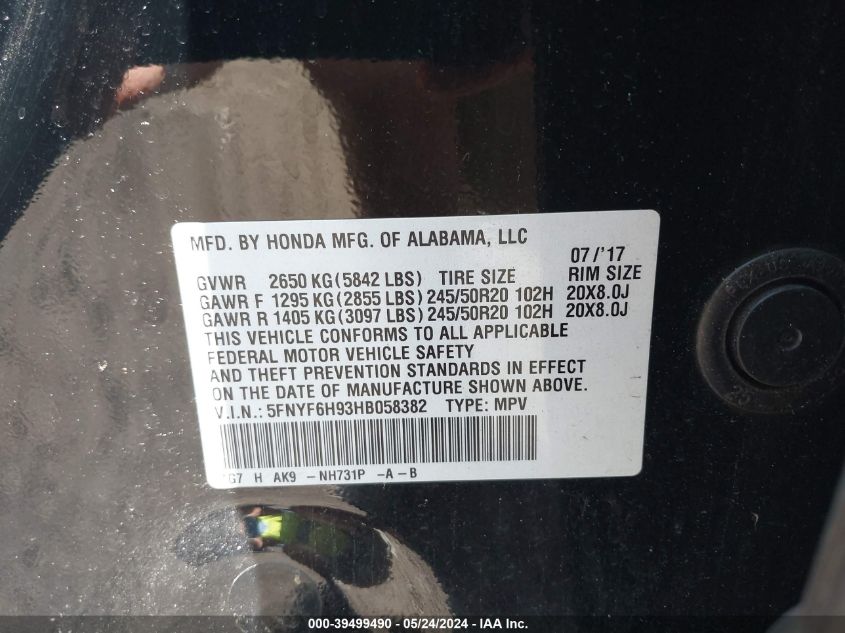 MFD. BY HONDA MFG. OF ALABAMA, LLC
07/'17
GVWR 2650 KG(5842 LBS) TIRE SIZE RIM SIZE
GAWR F 1295 KG(2855 LBS) 245/50R20 102H 20X8.0J
GAWR R 1405 KG(3097 LBS) 245/50R20 102H 20X8.0J
THIS VEHICLE CONFORMS TO ALL APPLICABLE
FEDERAL MOTOR VEHICLE SAFETY
AND THEFT PREVENTION STANDARDS IN EFFECT
ON THE DATE OF MANUFACTURE SHOWN ABOVE.
V.I.N.: 5FNYF6H93HB058382 TYPE: MPV
H AK9 -NH731P -A-B
25
000-39499490 - 05/24/2024 - IAA Inc.